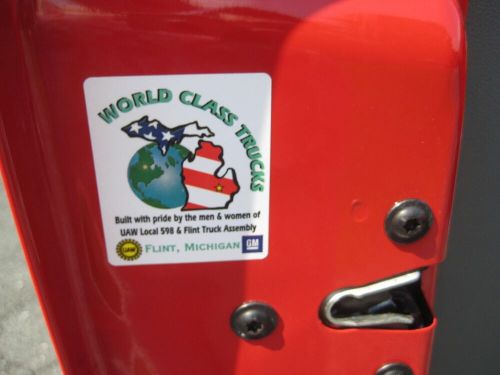 WORLD CLASS TRUCKS
Built with pride by the men & women of
UAW Local 598 & Flint Truck Assembly
UAW FLINT, MICHIGAN GM